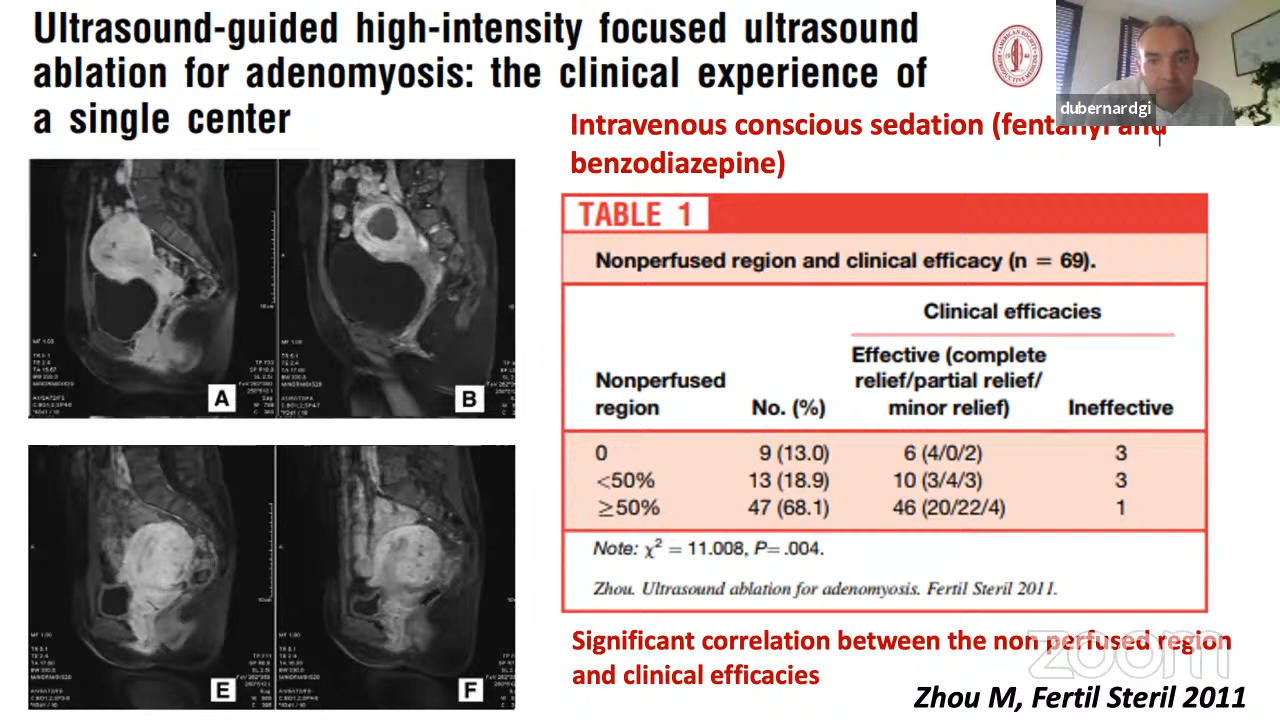 Ultrasound-guided high-intensity focused ultrasound
ablation for adenomyosis: the clinical experience of
a single center
dubernardgi
Intravenous conscious sedation (fentanyl and
benzodiazepine)
A
B
E
F
TABLE 1
Nonperfused region and clinical efficacy (n = 69).
Clinical efficacies
Nonperfused region No. (%) Effective (complete relief/partial relief/minor relief) Ineffective
0 9 (13.0) 6 (4/0/2) 3
<50% 13 (18.9) 10 (3/4/3) 3
≥50% 47 (68.1) 46 (20/22/4) 1
Note: χ² = 11.008, P=.004.
Zhou. Ultrasound ablation for adenomyosis. Fertil Steril 2011.
Significant correlation between the non perfused region
and clinical efficacies
zoom
Zhou M, Fertil Steril 2011